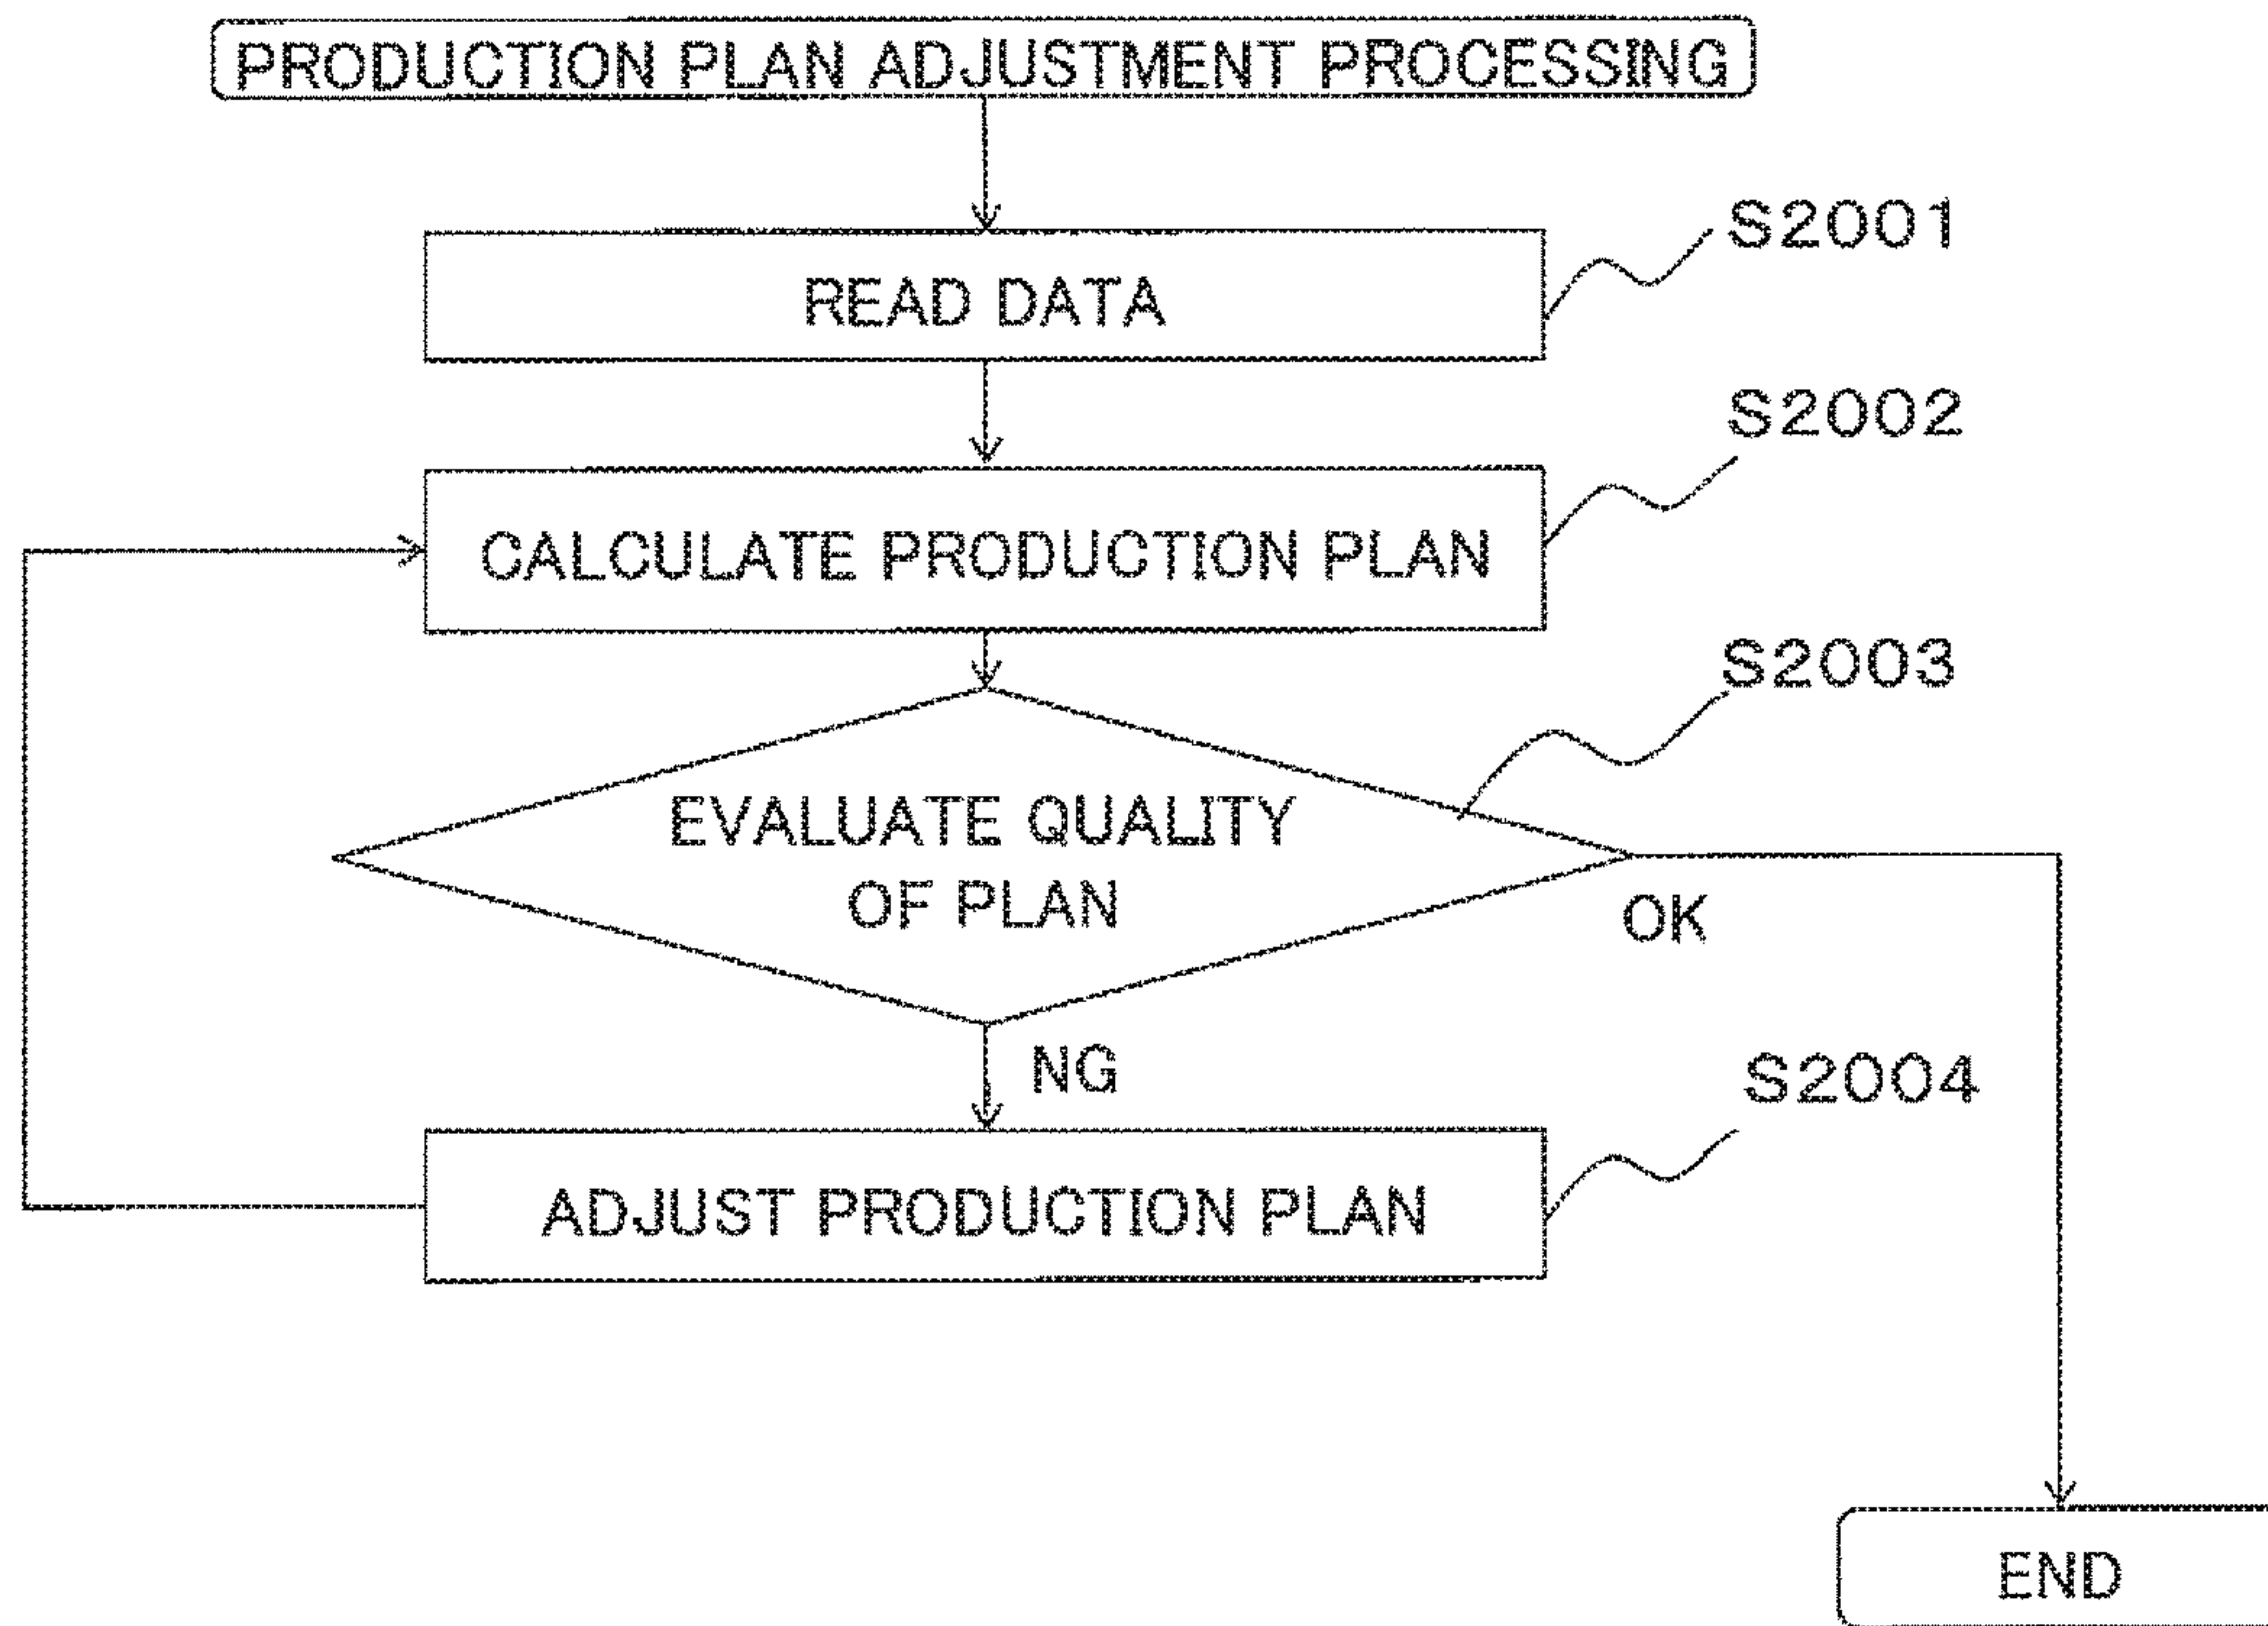 PRODUCTION PLAN ADJUSTMENT PROCESSING
S2001
READ DATA
S2002
CALCULATE PRODUCTION PLAN
S2003
EVALUATE QUALITY
OF PLAN
OK
NG
S2004
ADJUST PRODUCTION PLAN
END